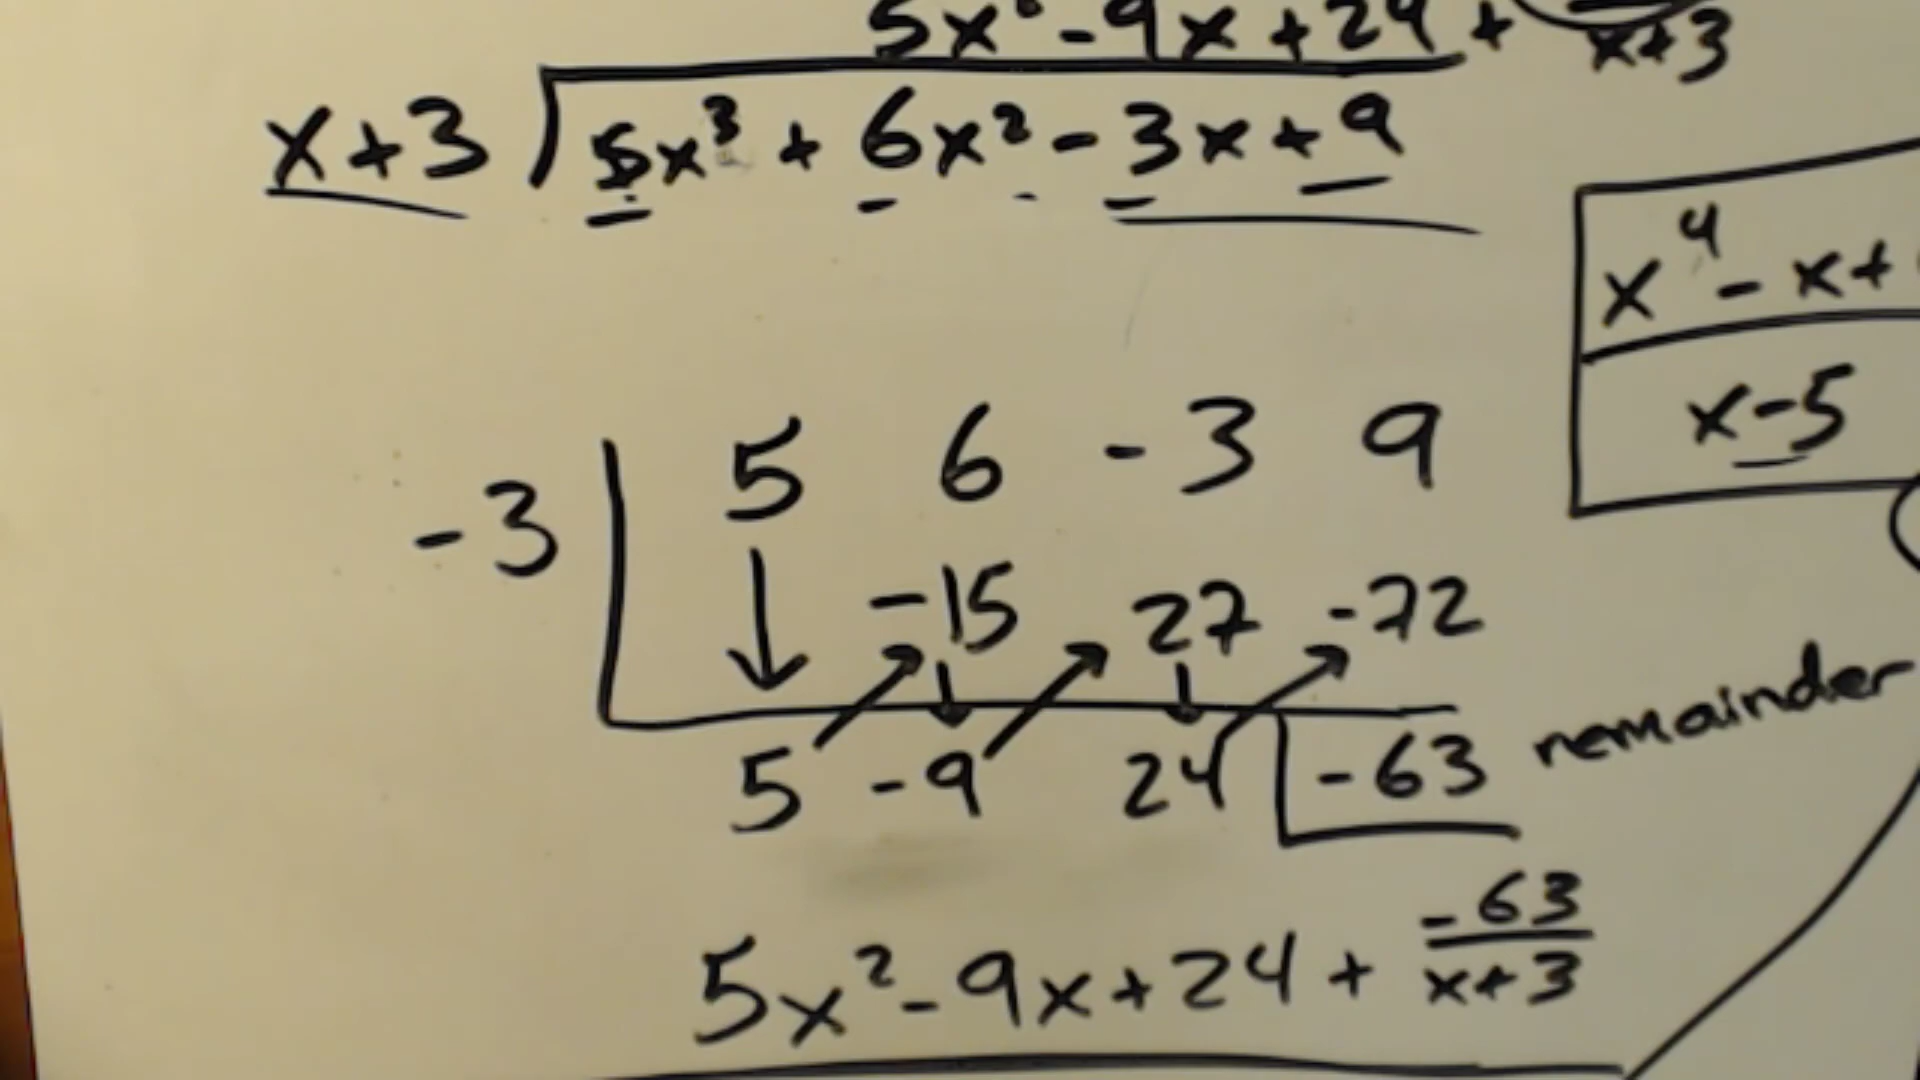 5x² - 9x + 24 + x+3
x+3 5x³ + 6x² - 3x + 9
x⁴ - x +
x-5
-3 5 6 -3 9
-15 27 -72
5 -9 24 -63 remainder
5x² - 9x + 24 + -63/x+3